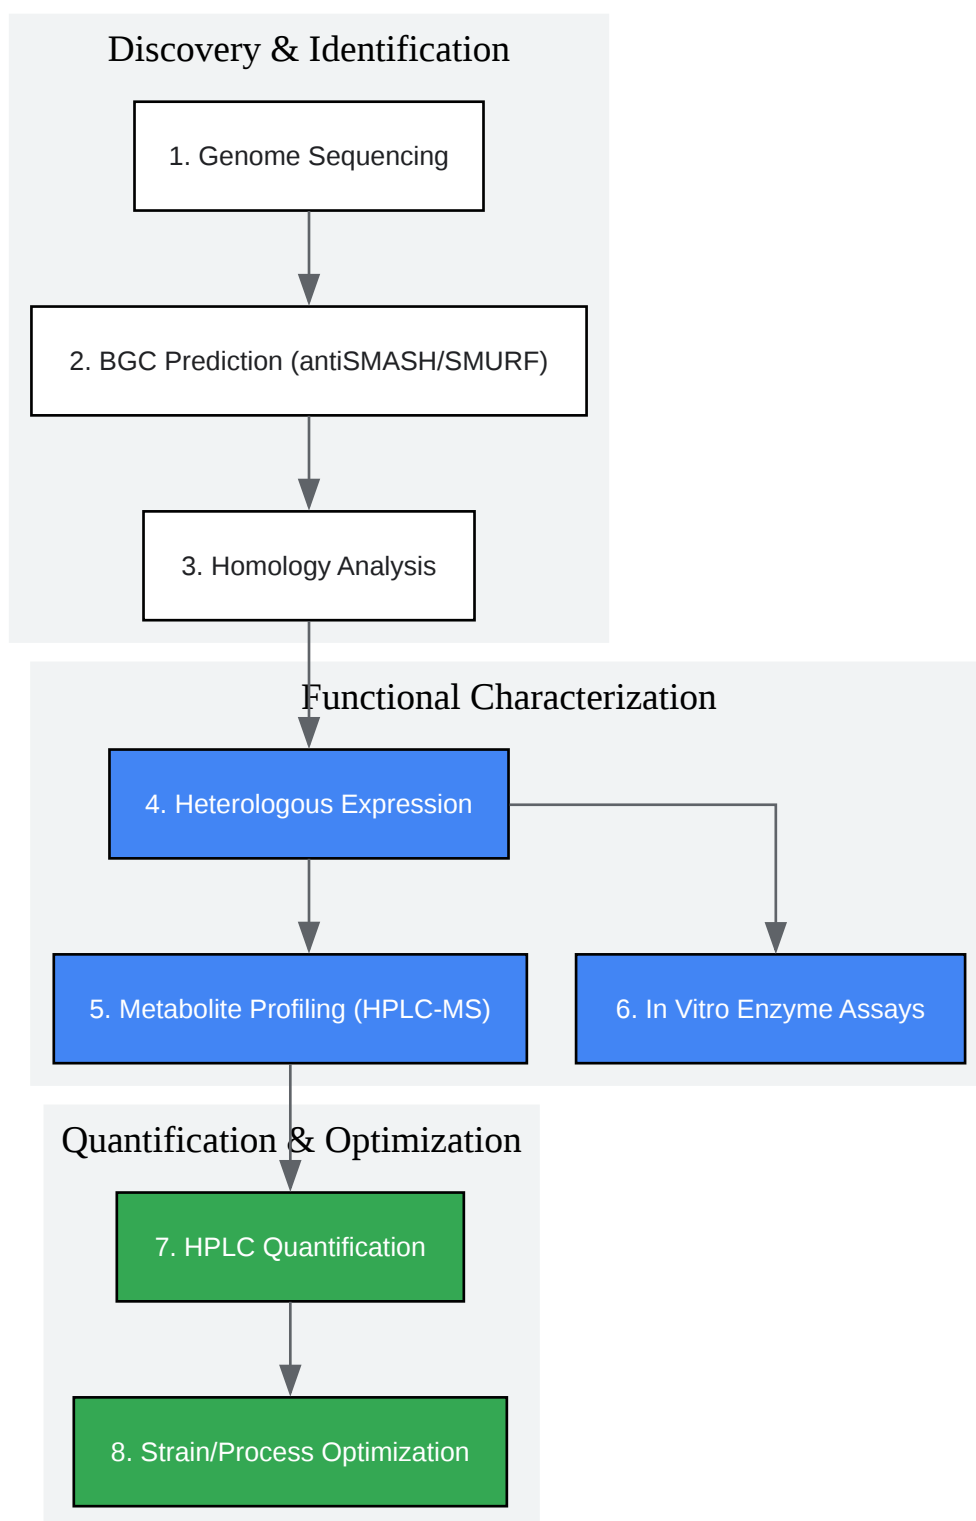 Discovery & Identification
1. Genome Sequencing
2. BGC Prediction (antiSMASH/SMURF)
3. Homology Analysis
Functional Characterization
4. Heterologous Expression
5. Metabolite Profiling (HPLC-MS)
6. In Vitro Enzyme Assays
Quantification & Optimization
7. HPLC Quantification
8. Strain/Process Optimization